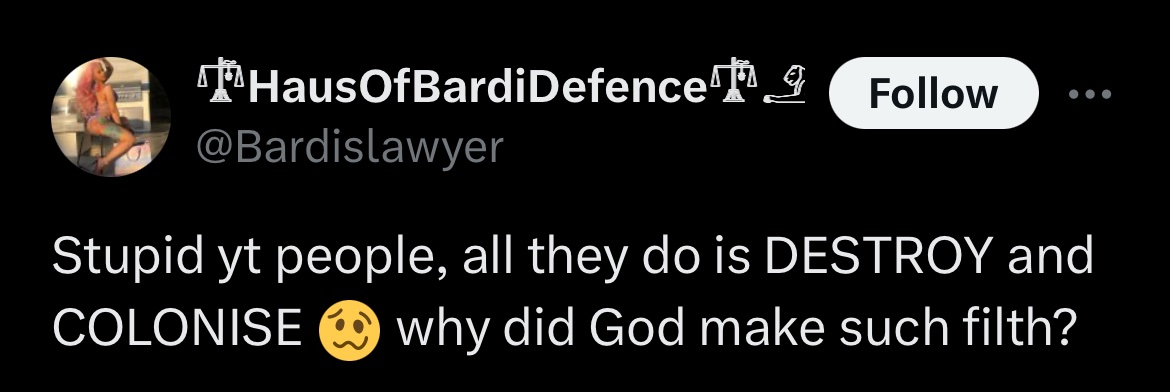 HausOfBardiDefence
Follow
@Bardislawyer
Stupid yt people, all they do is DESTROY and
COLONISE 🥴 why did God make such filth?